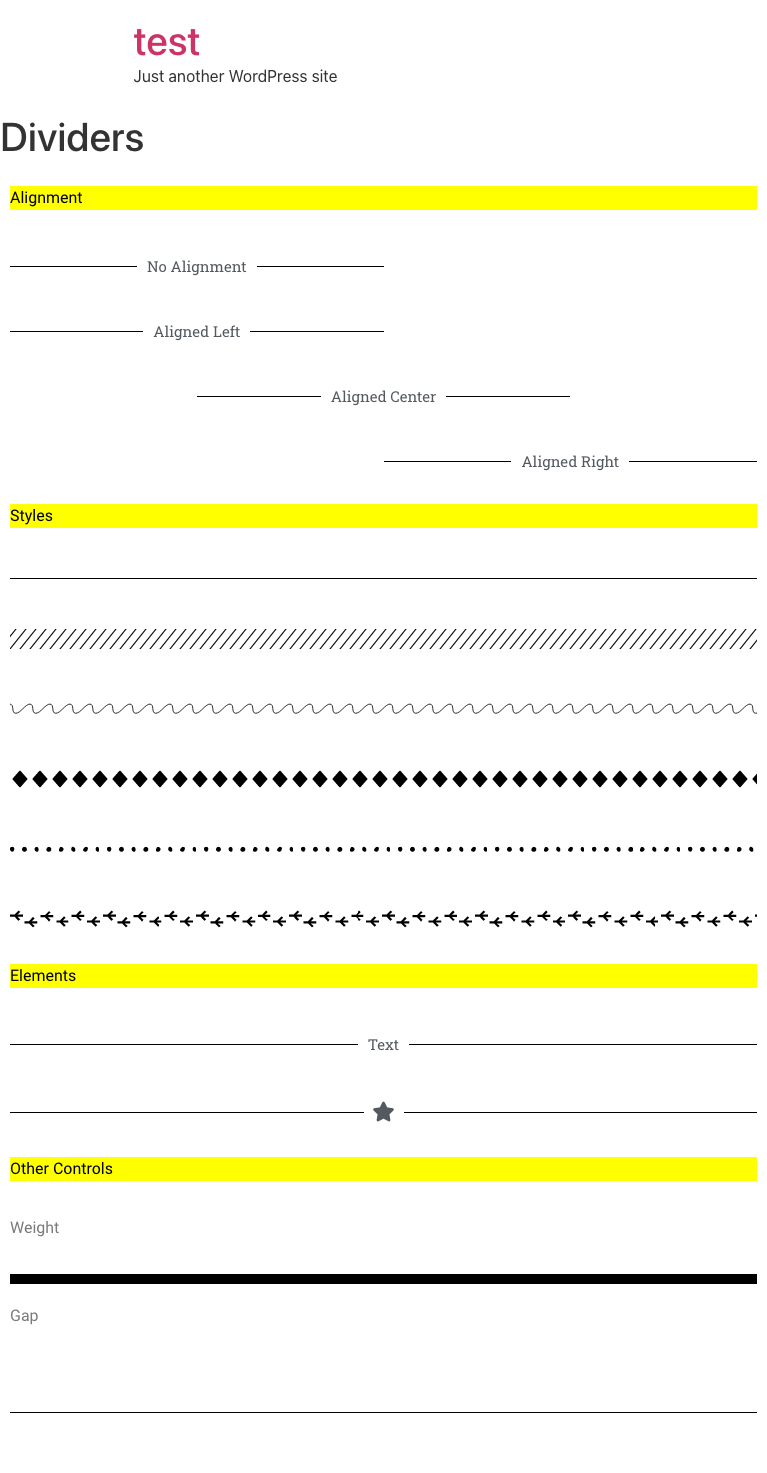 test
Just another WordPress site
Dividers
Alignment
No Alignment
Aligned Left
Aligned Center
Aligned Right
Styles
Elements
Text
Other Controls
Weight
Gap